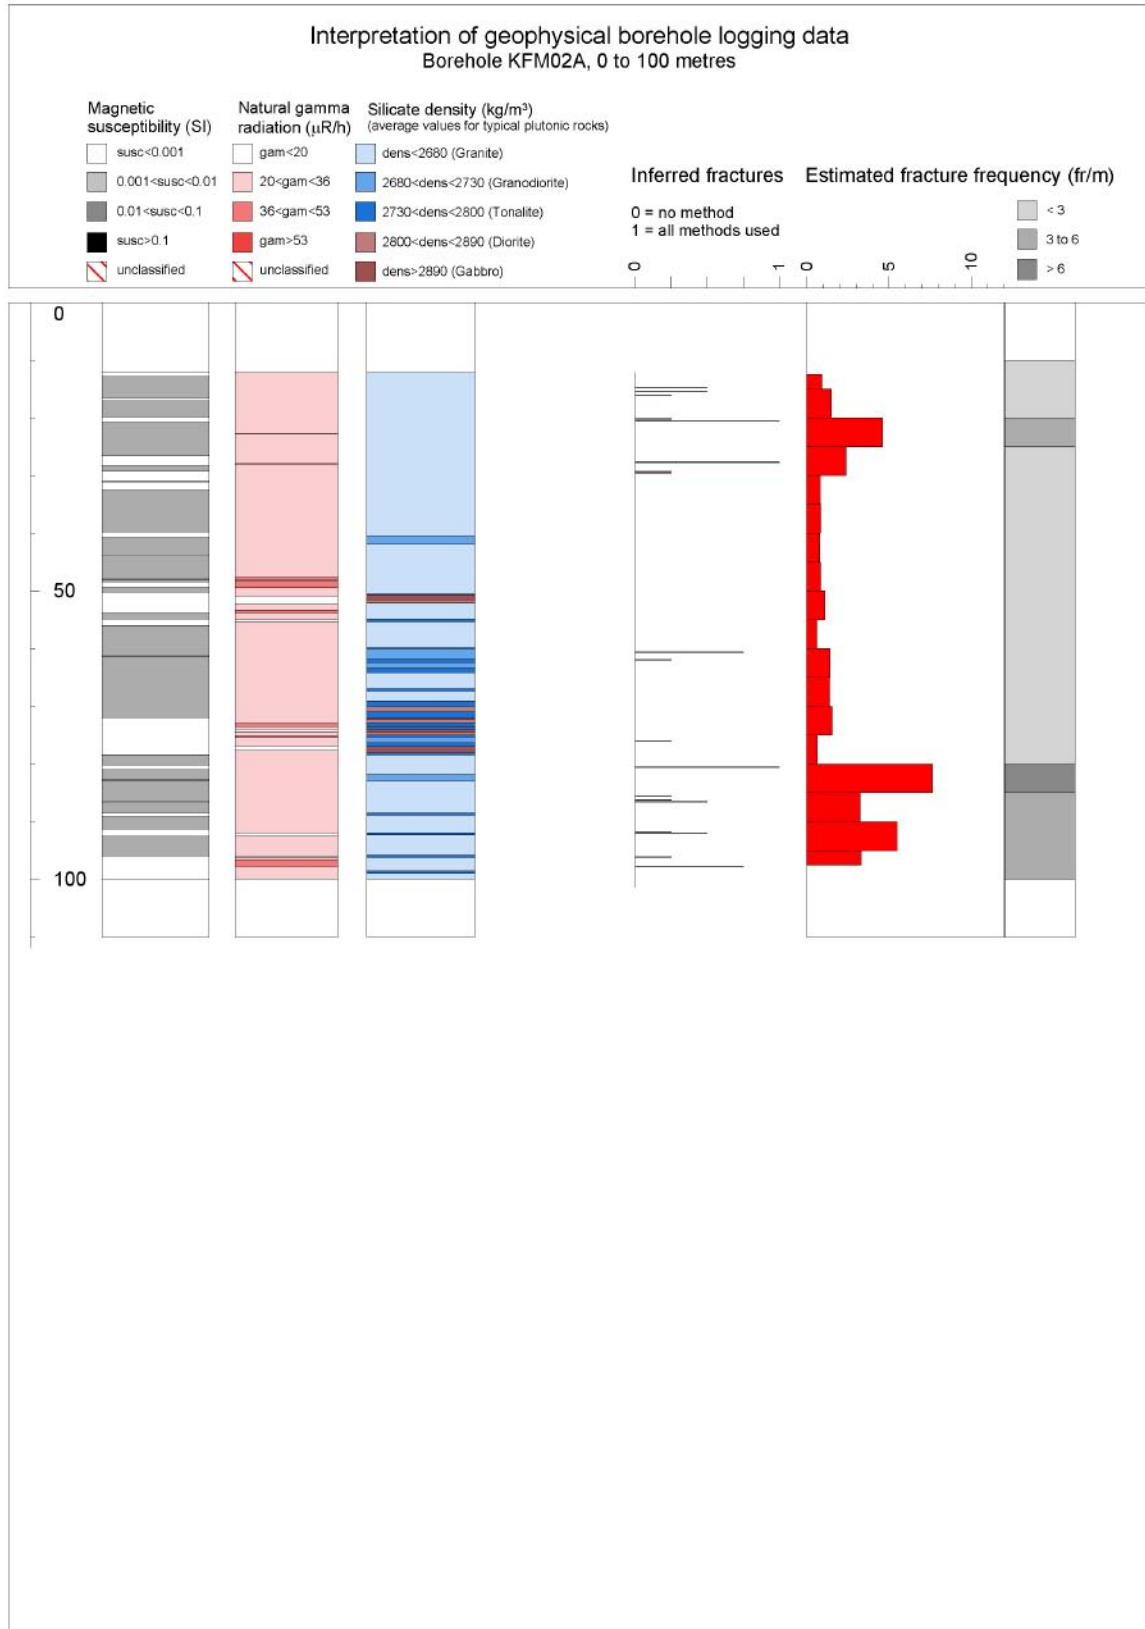 Interpretation of geophysical borehole logging data
Borehole KFM02A, 0 to 100 metres
Magnetic susceptibility (SI)
susc<0.001
0.001<susc<0.01
0.01<susc<0.1
susc>0.1
unclassified
Natural gamma radiation (μR/h)
gam<20
20<gam<36
36<gam<53
gam>53
unclassified
Silicate density (kg/m³)
(average values for typical plutonic rocks)
dens<2680 (Granite)
2680<dens<2730 (Granodiorite)
2730<dens<2800 (Tonalite)
2800<dens<2890 (Diorite)
dens>2890 (Gabbro)
Inferred fractures
0 = no method
1 = all methods used
0
1
Estimated fracture frequency (fr/m)
< 3
3 to 6
> 6
0
5
10
0
50
100